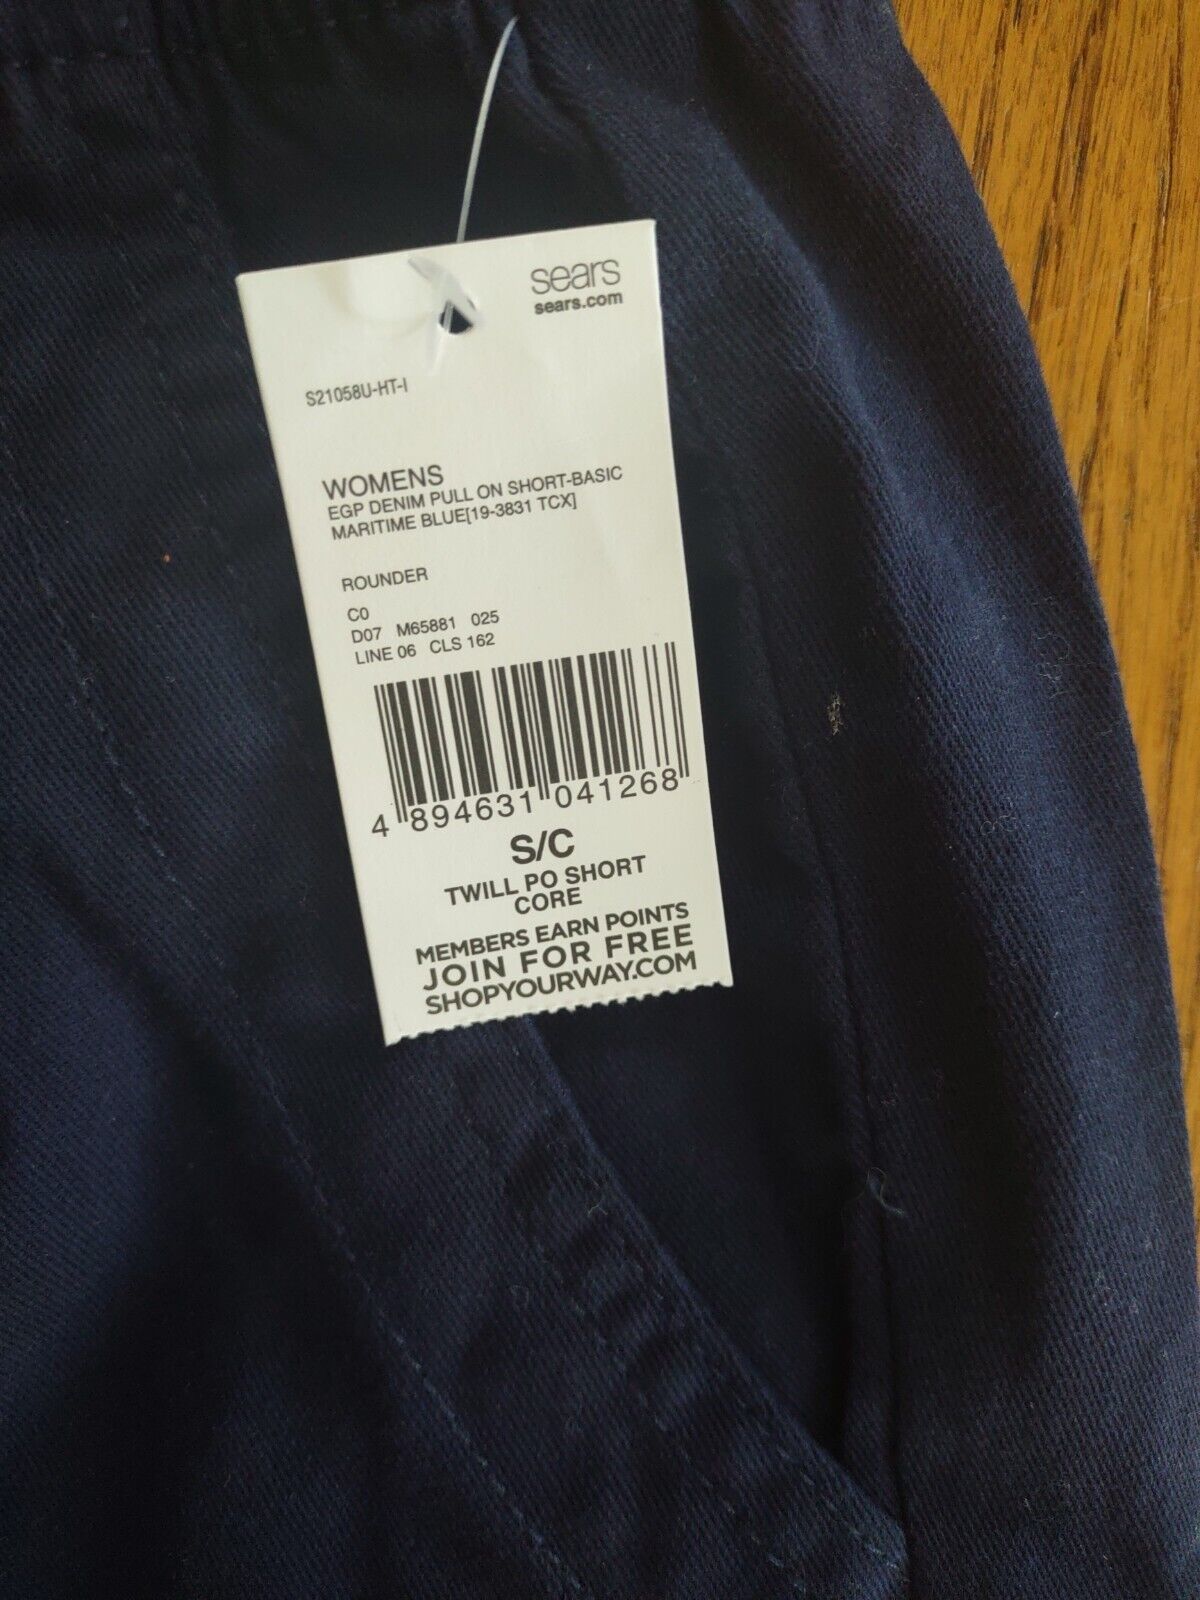 sears
sears.com
S21058U-HT-I
WOMENS
EGP DENIM PULL ON SHORT-BASIC
MARITIME BLUE[19-3831 TCX]
ROUNDER
C0
D07 M65881 025
LINE 06 CLS 162
4 894631 041268
S/C
TWILL PO SHORT
CORE
MEMBERS EARN POINTS
JOIN FOR FREE
SHOPYOURWAY.COM